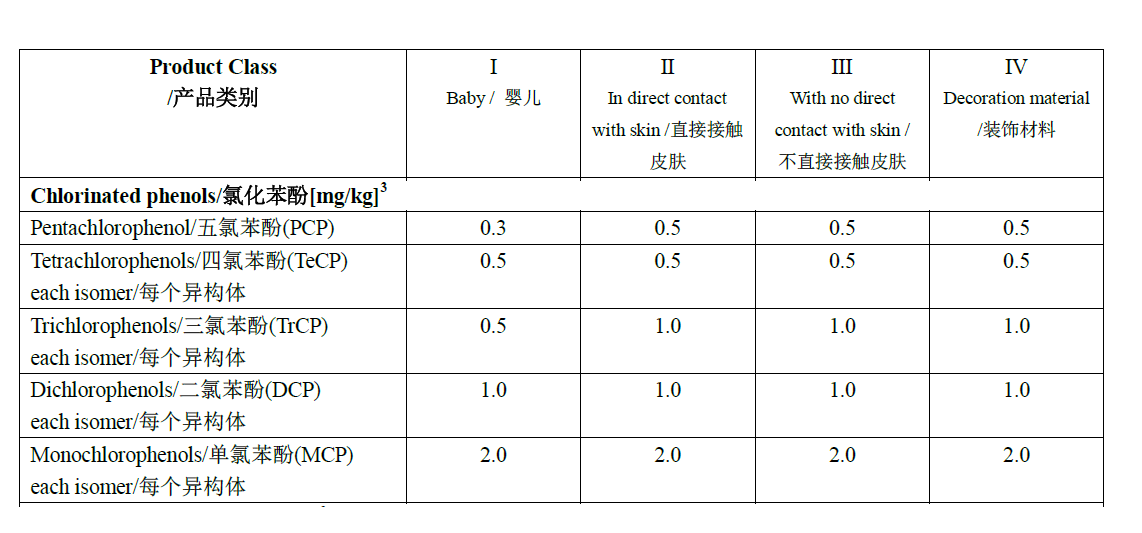 Product Class
/产品类别
Ⅰ
Baby / 婴儿
Ⅱ
In direct contact
with skin /直接接触
皮肤
Ⅲ
With no direct
contact with skin /
不直接接触皮肤
Ⅳ
Decoration material
/装饰材料
Chlorinated phenols/氯化苯酚[mg/kg]3
Pentachlorophenol/五氯苯酚(PCP) 0.3 0.5 0.5 0.5
Tetrachlorophenols/四氯苯酚(TeCP) 0.5 0.5 0.5 0.5
each isomer/每个异构体
Trichlorophenols/三氯苯酚(TrCP) 0.5 1.0 1.0 1.0
each isomer/每个异构体
Dichlorophenols/二氯苯酚(DCP) 1.0 1.0 1.0 1.0
each isomer/每个异构体
Monochlorophenols/单氯苯酚(MCP) 2.0 2.0 2.0 2.0
each isomer/每个异构体